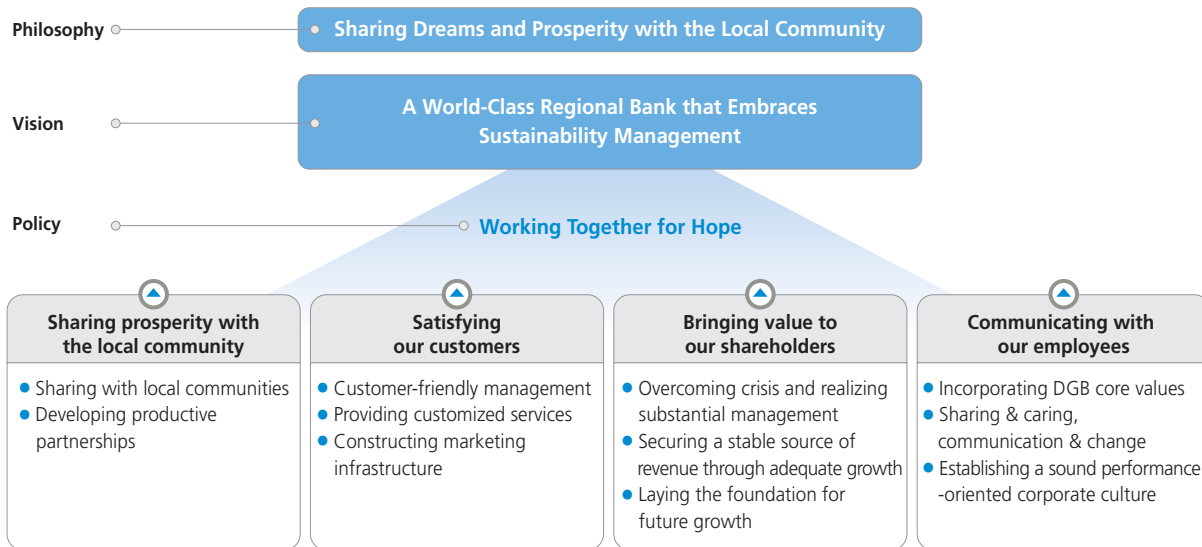 Philosophy
Sharing Dreams and Prosperity with the Local Community
Vision
A World-Class Regional Bank that Embraces
Sustainability Management
Policy
Working Together for Hope
Sharing prosperity with
the local community
Sharing with local communities
Developing productive
partnerships
Satisfying
our customers
Customer-friendly management
Providing customized services
Constructing marketing
infrastructure
Bringing value to
our shareholders
Overcoming crisis and realizing
substantial management
Securing a stable source of
revenue through adequate growth
Laying the foundation for
future growth
Communicating with
our employees
Incorporating DGB core values
Sharing & caring,
communication & change
Establishing a sound performance
-oriented corporate culture